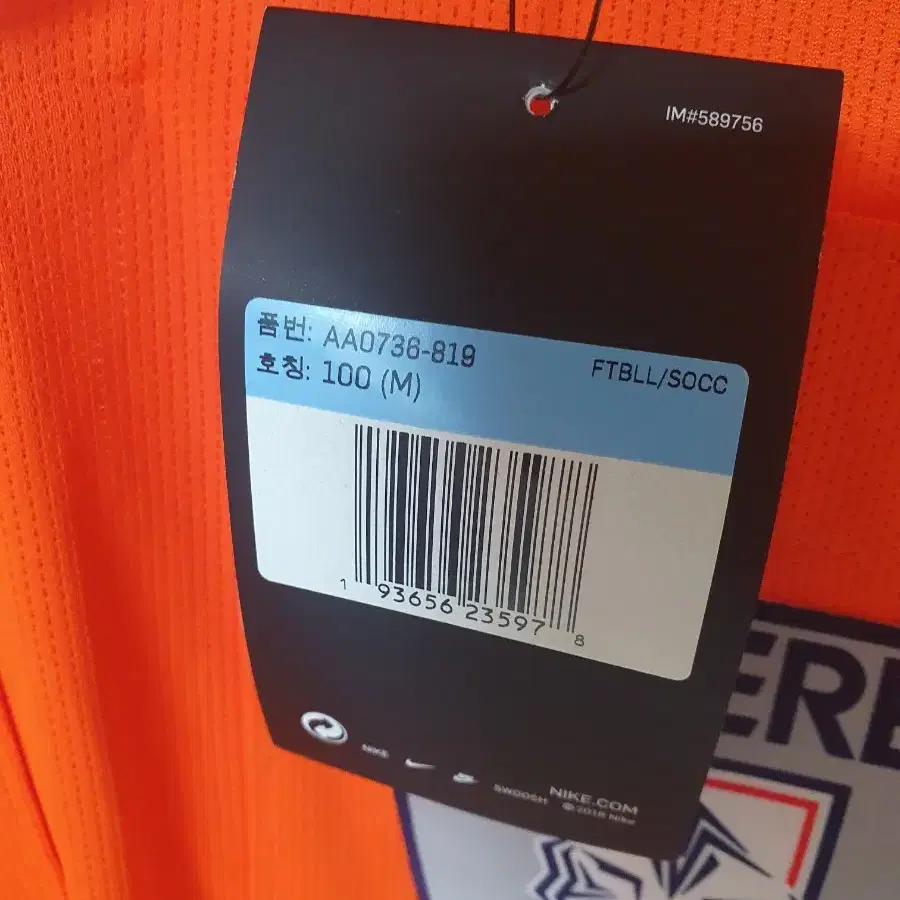 IM#589756
품번: AA0736-819
호칭: 100 (M)
FTBLL/SOCC
1 93656 23597 8
NIKE
SWOOSH
NIKE.COM
©2018 Nike
ERE